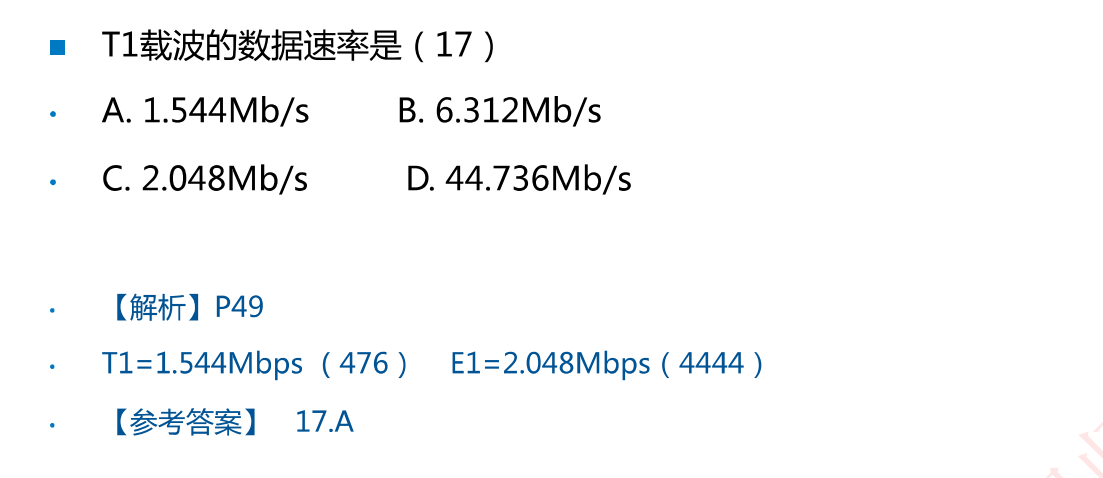 T1载波的数据速率是（17）
A. 1.544Mb/s B. 6.312Mb/s
C. 2.048Mb/s D. 44.736Mb/s
【解析】P49
T1=1.544Mbps （476） E1=2.048Mbps（4444）
【参考答案】 17.A